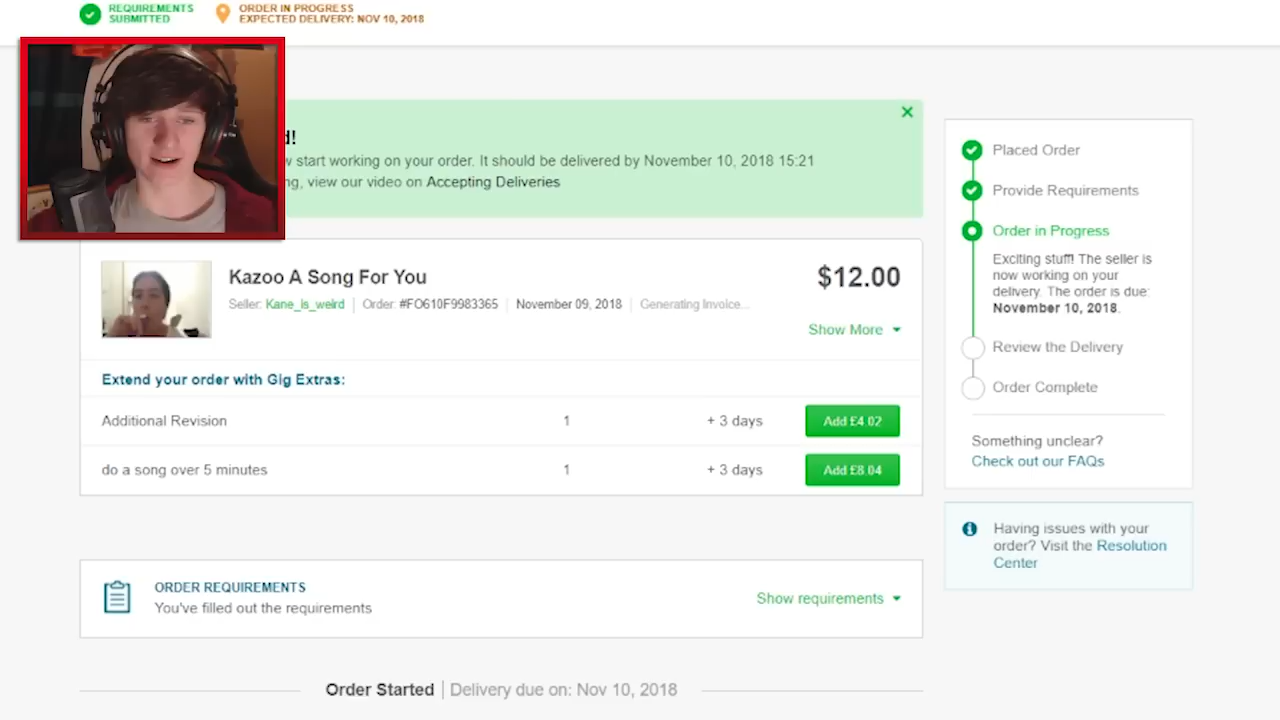 REQUIREMENTS
SUBMITTED
ORDER IN PROGRESS
EXPECTED DELIVERY: NOV 10, 2018
d!
start working on your order. It should be delivered by November 10, 2018 15:21
view our video on Accepting Deliveries
Kazoo A Song For You
$12.00
Seller: Kane_is_weird
Order: #FO610F9983365
November 09, 2018
Generating Invoice...
Show More
Extend your order with Gig Extras:
Additional Revision 1 + 3 days Add £4.02
do a song over 5 minutes 1 + 3 days Add £8.04
ORDER REQUIREMENTS
You've filled out the requirements
Show requirements
Order Started | Delivery due on: Nov 10, 2018
Placed Order
Provide Requirements
Order in Progress
Exciting stuff! The seller is
now working on your
delivery. The order is due:
November 10, 2018.
Review the Delivery
Order Complete
Something unclear?
Check out our FAQs
Having issues with your
order? Visit the Resolution
Center